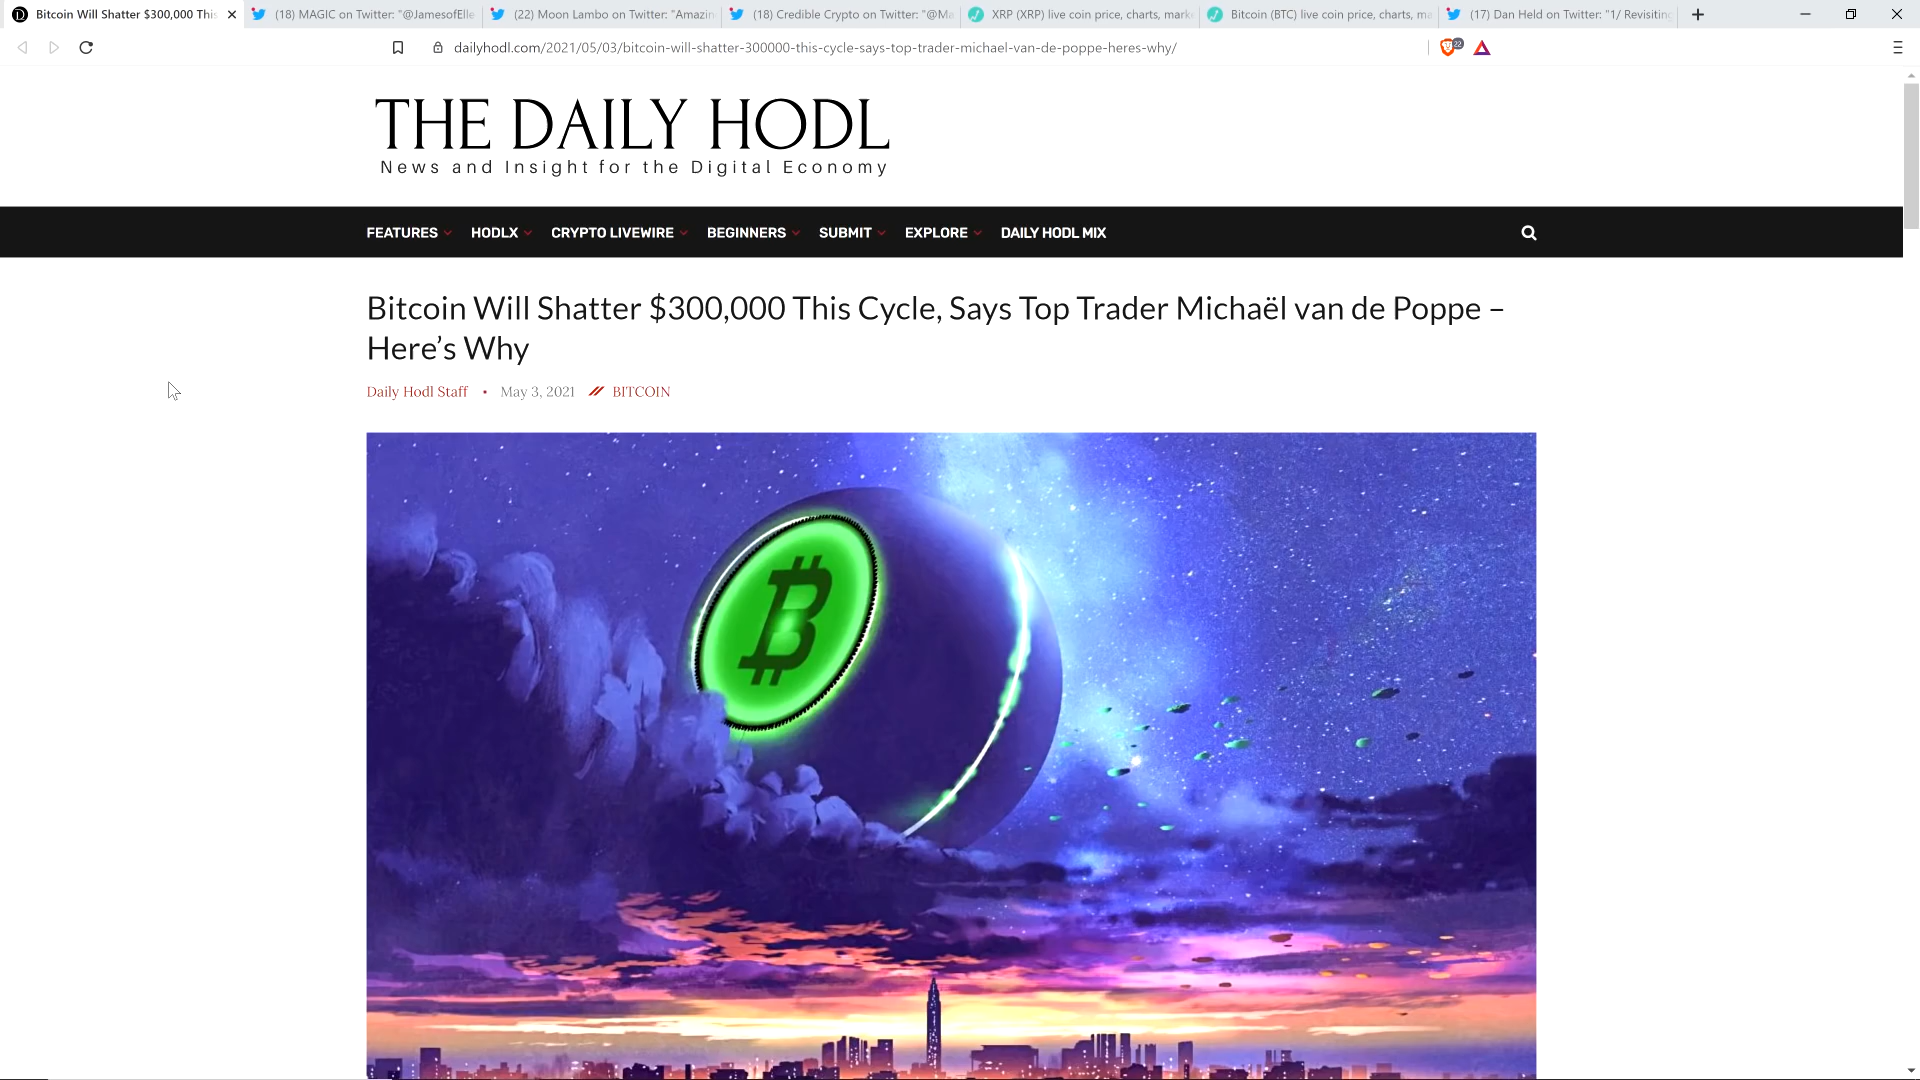 Bitcoin Will Shatter $300,000 This
(18) MAGIC on Twitter: "@JamesofElle
(22) Moon Lambo on Twitter: "Amazin
(18) Credible Crypto on Twitter: "@Ma
XRP (XRP) live coin price, charts, mark
Bitcoin (BTC) live coin price, charts, ma
(17) Dan Held on Twitter: "1/ Revisiting
dailyhodl.com/2021/05/03/bitcoin-will-shatter-300000-this-cycle-says-top-trader-michael-van-de-poppe-heres-why/
22
THE DAILY HODL
News and Insight for the Digital Economy
FEATURES HODLX CRYPTO LIVEWIRE BEGINNERS SUBMIT EXPLORE DAILY HODL MIX
Bitcoin Will Shatter $300,000 This Cycle, Says Top Trader Michaël van de Poppe –
Here's Why
Daily Hodl Staff • May 3, 2021 BITCOIN